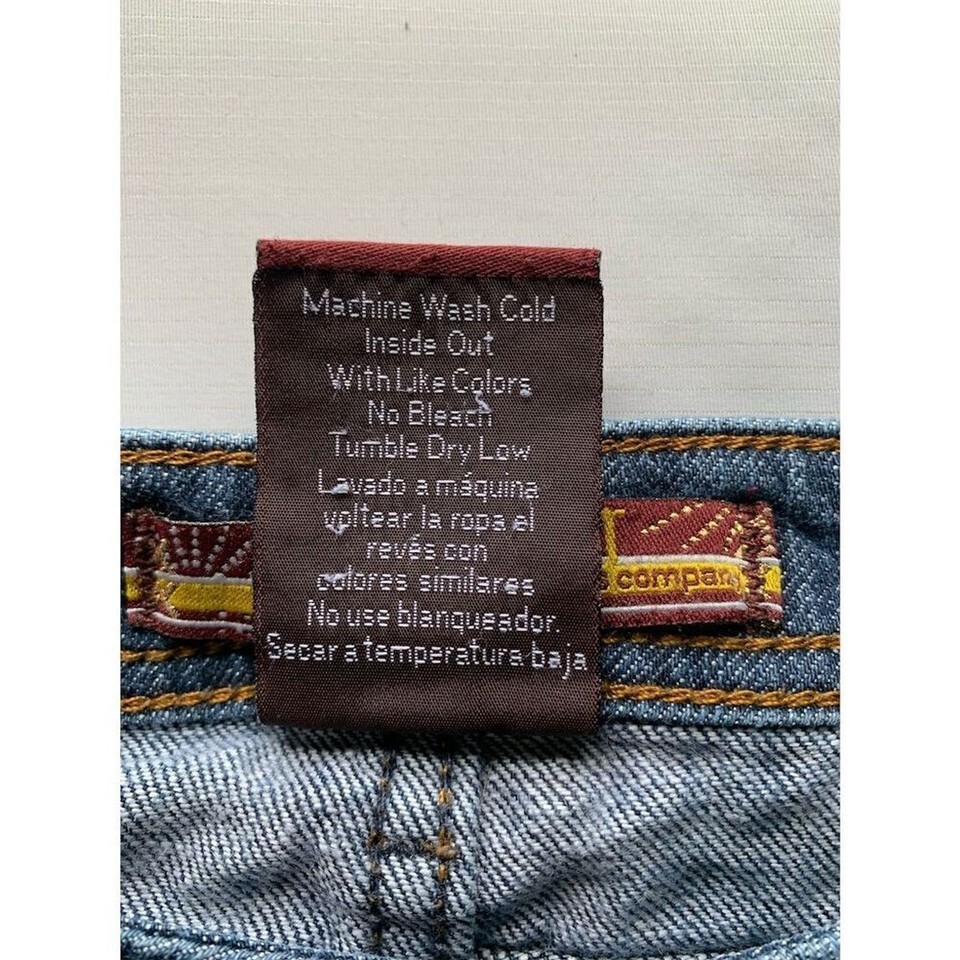 Machine Wash Cold
Inside Out
With Like Colors
No Bleach
Tumble Dry Low
Lavado a máquina
voltear la ropa al
revés con
colores similares
No use blanqueador.
Secar a temperatura baja
company